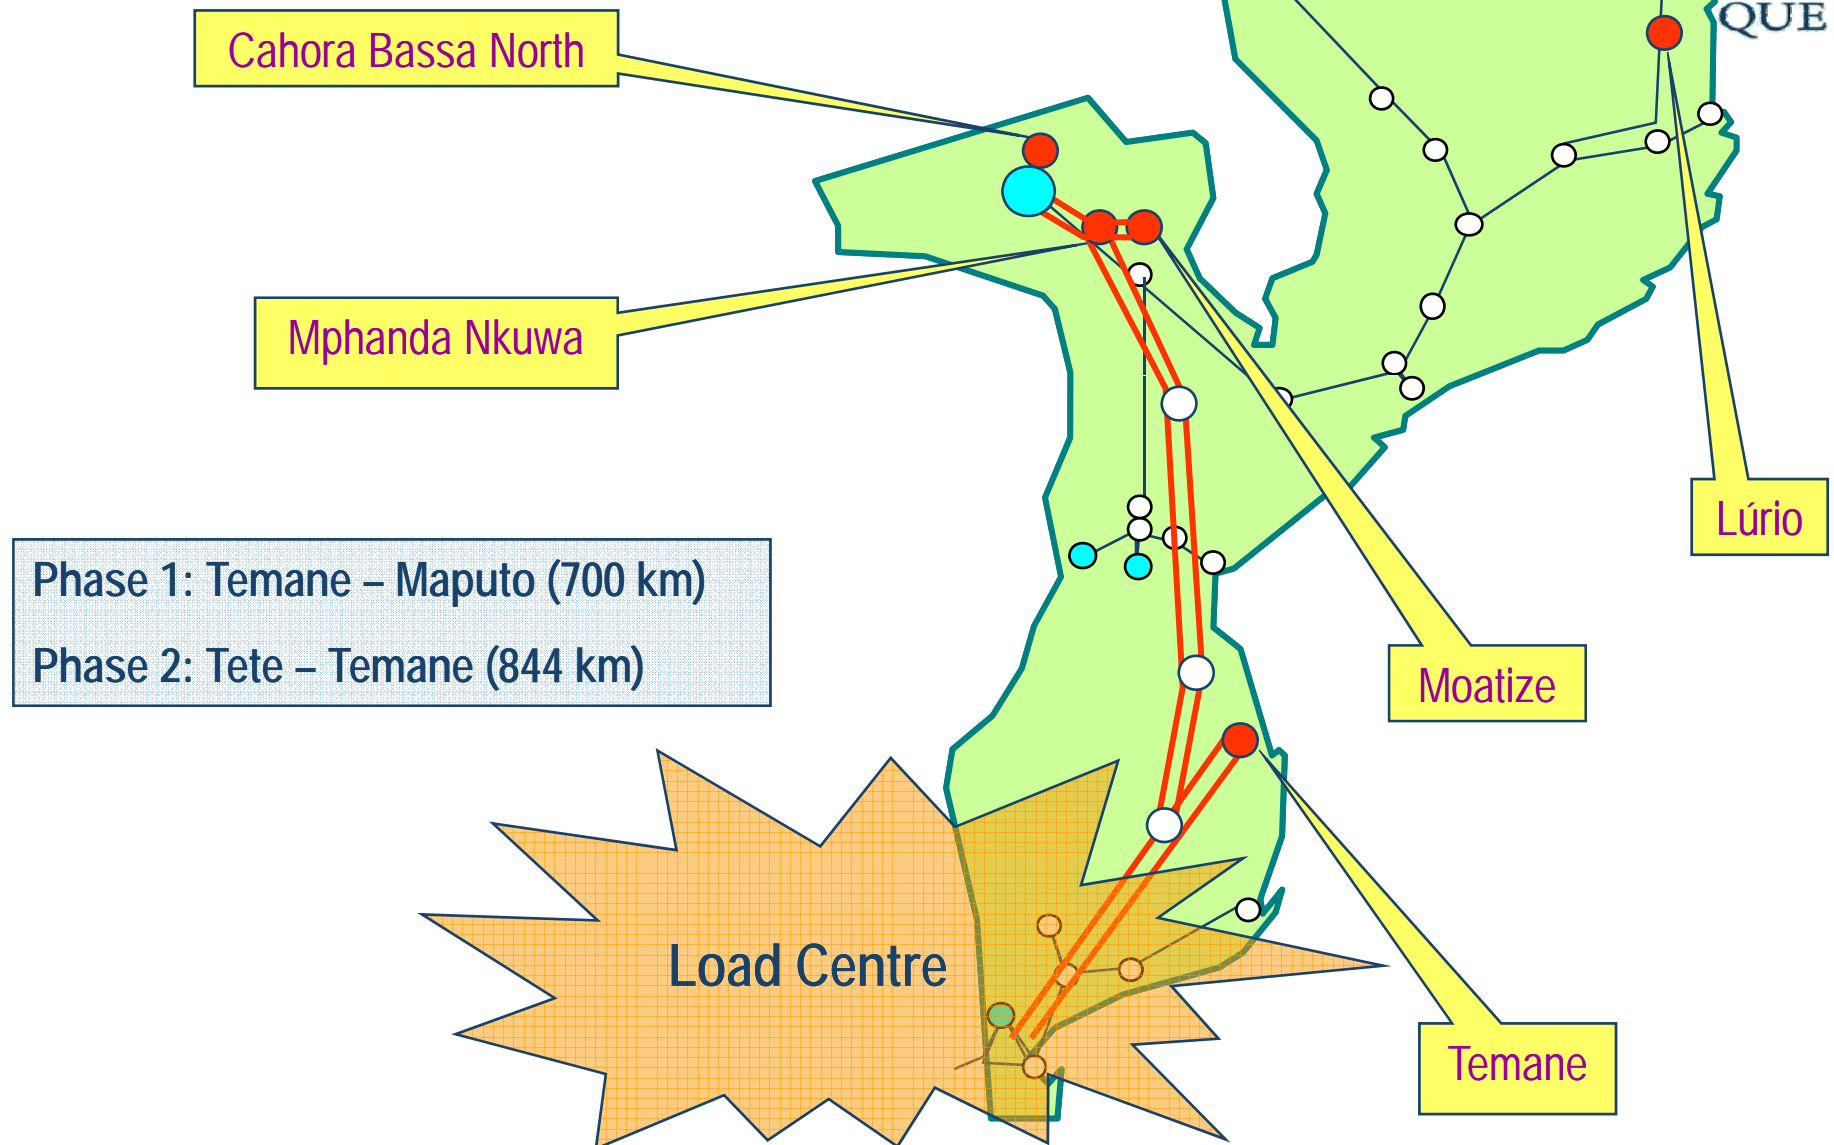 QUE
Cahora Bassa North
Mphanda Nkuwa
Lúrio
Phase 1: Temane – Maputo (700 km)
Phase 2: Tete – Temane (844 km)
Moatize
Load Centre
Temane